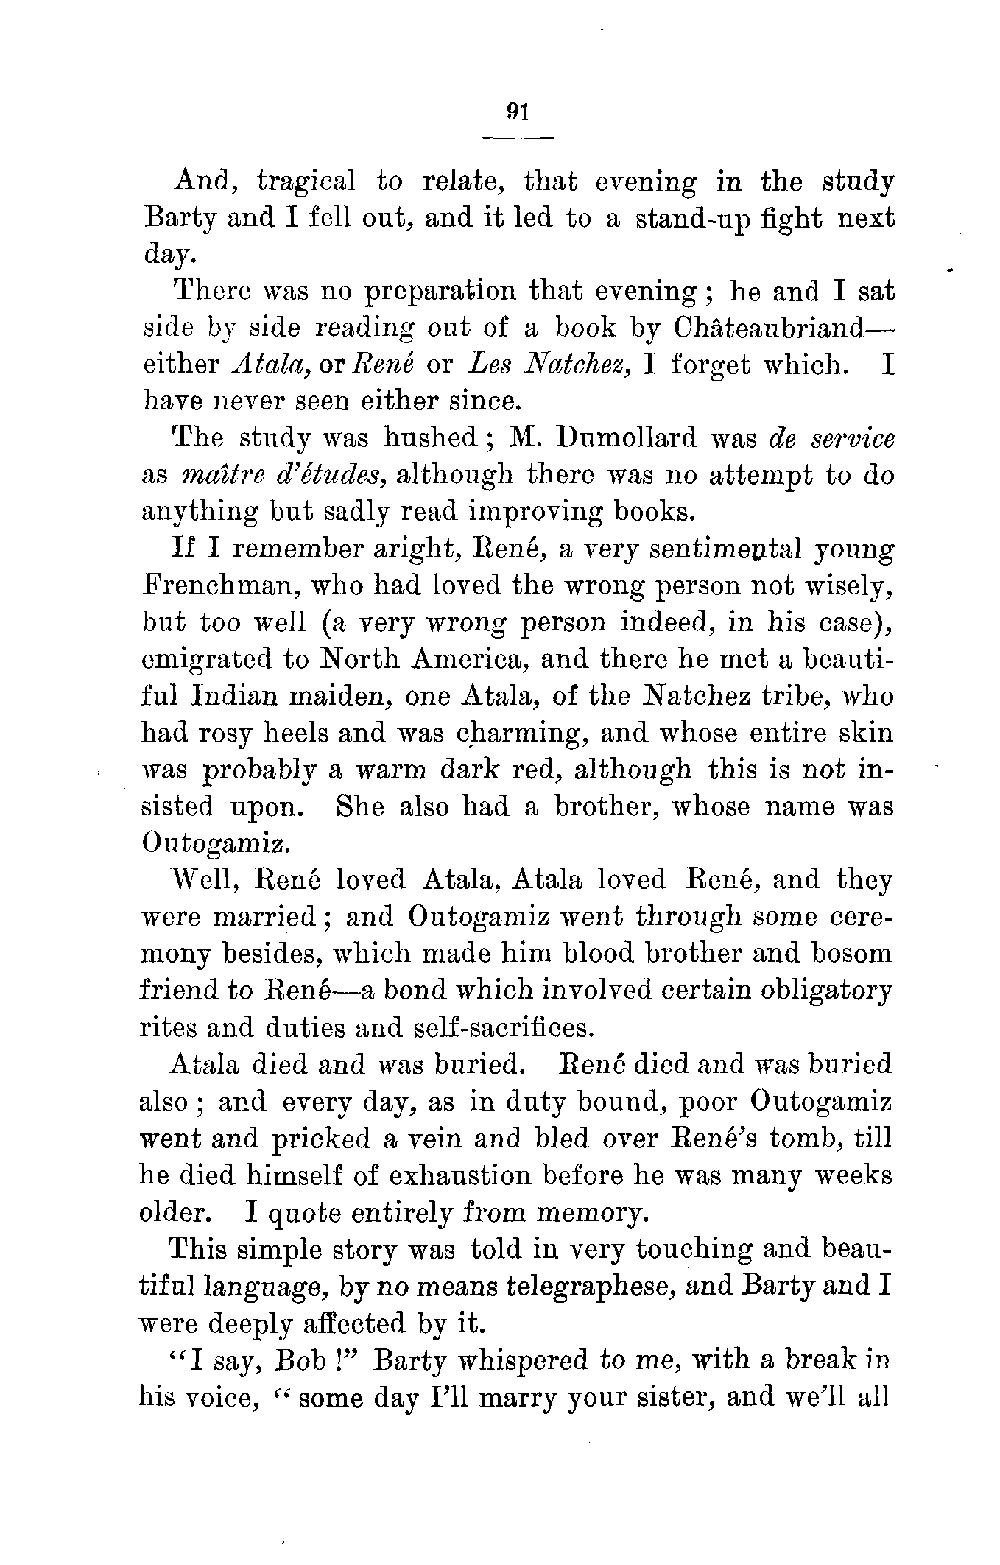 91
And, tragical to relate, that evening in the study
Barty and I fell out, and it led to a stand-up fight next
day.
There was no preparation that evening; he and I sat
side by side reading out of a book by Châteaubriand—
either Atala, or René or Les Natchez, I forget which. I
have never seen either since.
The study was hushed; M. Dumollard was de service
as maître d'études, although there was no attempt to do
anything but sadly read improving books.
If I remember aright, René, a very sentimental young
Frenchman, who had loved the wrong person not wisely,
but too well (a very wrong person indeed, in his case),
emigrated to North America, and there he met a beauti-
ful Indian maiden, one Atala, of the Natchez tribe, who
had rosy heels and was charming, and whose entire skin
was probably a warm dark red, although this is not in-
sisted upon. She also had a brother, whose name was
Outogamiz.
Well, René loved Atala, Atala loved René, and they
were married; and Outogamiz went through some cere-
mony besides, which made him blood brother and bosom
friend to René—a bond which involved certain obligatory
rites and duties and self-sacrifices.
Atala died and was buried. René died and was buried
also; and every day, as in duty bound, poor Outogamiz
went and pricked a vein and bled over René's tomb, till
he died himself of exhaustion before he was many weeks
older. I quote entirely from memory.
This simple story was told in very touching and beau-
tiful language, by no means telegraphese, and Barty and I
were deeply affected by it.
"I say, Bob!" Barty whispered to me, with a break in
his voice, "some day I'll marry your sister, and we'll all